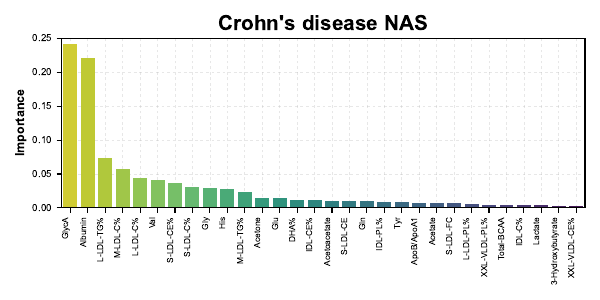 Crohn's disease NAS
Importance
0.25
0.20
0.15
0.10
0.05
0.00
GlycA
Albumin
L-LDL-TG%
M-LDL-C%
L-LDL-C%
Val
S-LDL-CE%
S-LDL-C%
Gly
His
M-LDL-TG%
Acetone
Glu
DHA%
IDL-CE%
Acetoacetate
S-LDL-CE
Gln
IDL-PL%
Tyr
ApoB/ApoA1
Acetate
S-LDL-FC
L-LDL-PL%
XXL-VLDL-PL%
Total-BCAA
IDL-C%
Lactate
3-Hydroxybutyrate
XXL-VLDL-CE%